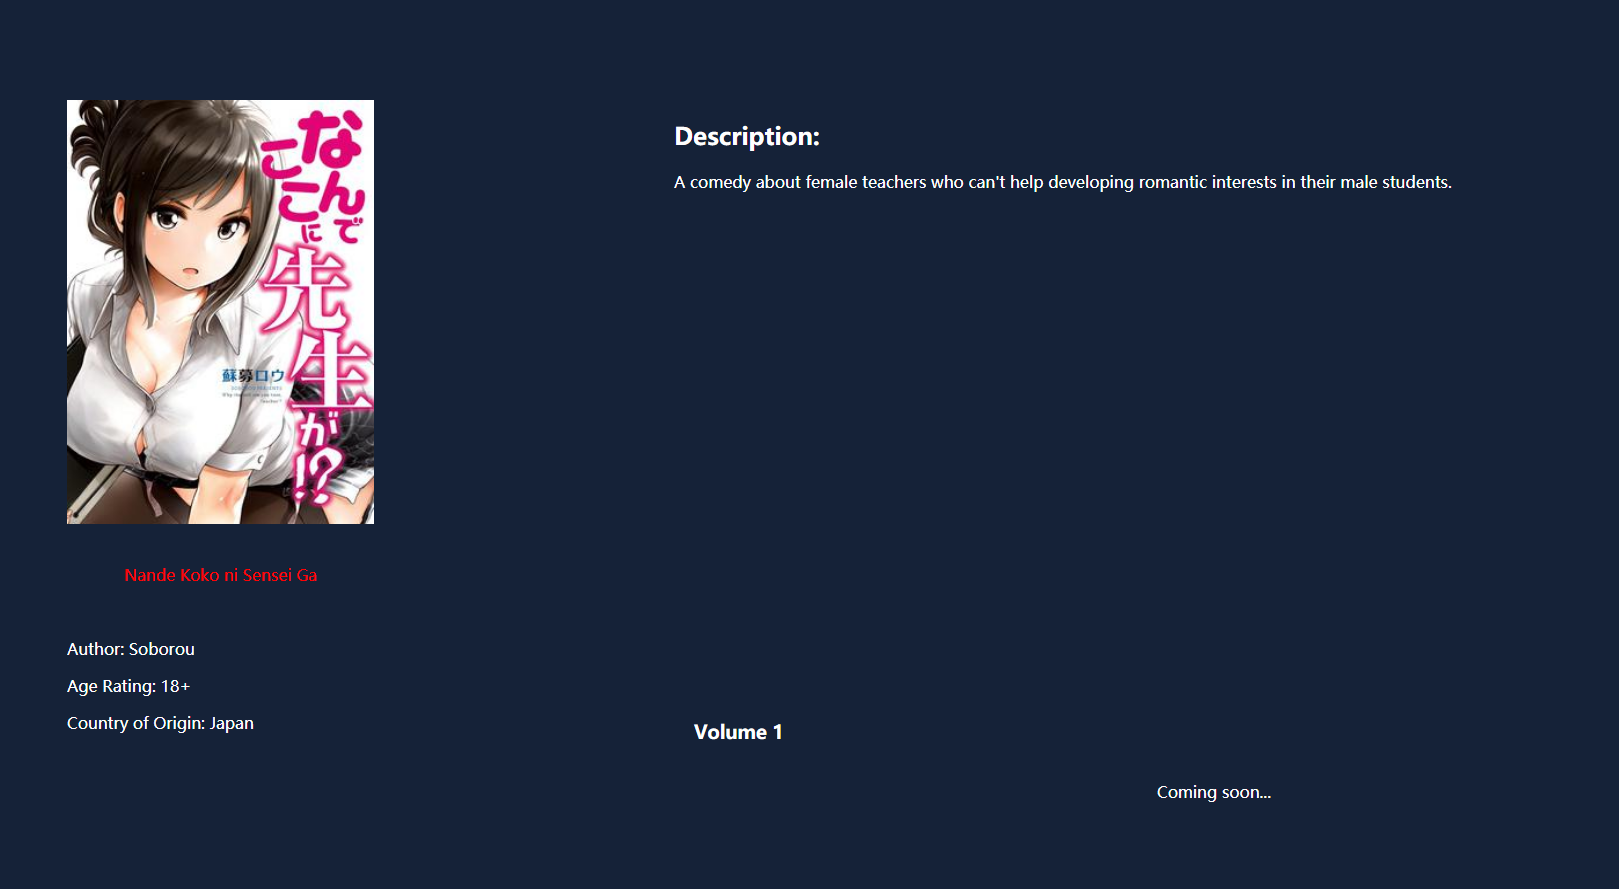 なんで
ここに
先生
が!?
蘇募ロウ
Nande Koko ni Sensei Ga
Author: Soborou
Age Rating: 18+
Country of Origin: Japan
Description:
A comedy about female teachers who can't help developing romantic interests in their male students.
Volume 1
Coming soon...